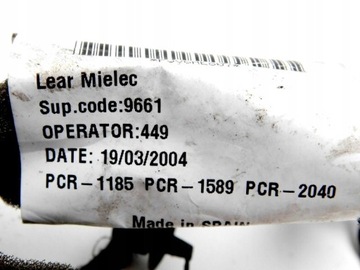 Lear Mielec
Sup.code:9661
OPERATOR:449
DATE: 19/03/2004
PCR-1185 PCR-1589 PCR-2040
Made in SPAIN